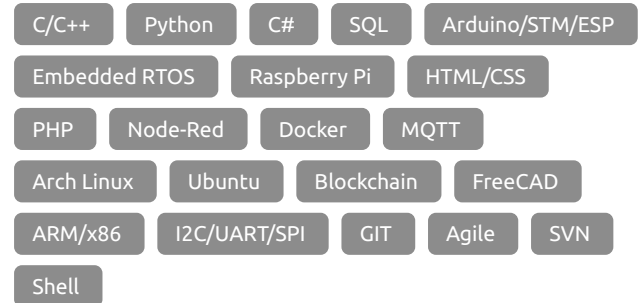 C/C++ Python C# SQL Arduino/STM/ESP
Embedded RTOS Raspberry Pi HTML/CSS
PHP Node-Red Docker MQTT
Arch Linux Ubuntu Blockchain FreeCAD
ARM/x86 I2C/UART/SPI GIT Agile SVN
Shell